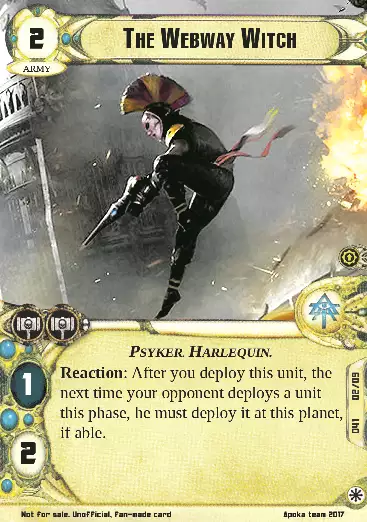 2
THE WEBWAY WITCH
ARMY
PSYKER. HARLEQUIN.
1
Reaction: After you deploy this unit, the
next time your opponent deploys a unit
this phase, he must deploy it at this planet,
if able.
2
02/09
041
Not for sale. Unofficial, Fan-made card
Apoka team 2017